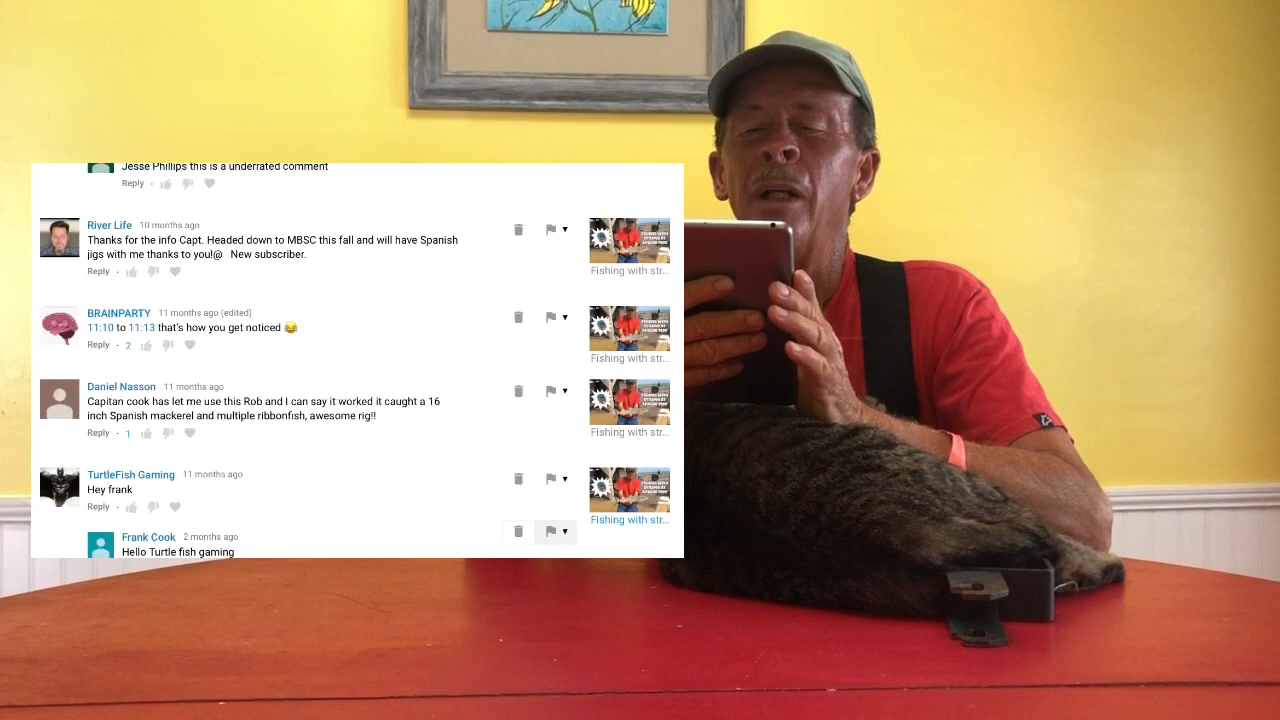 Jesse Phillips this is a underrated comment
Reply ·
River Life 10 months ago
Thanks for the info Capt. Headed down to MBSC this fall and will have Spanish
jigs with me thanks to you!@ New subscriber.
Reply ·
Fishing with str...
BRAINPARTY 11 months ago (edited)
11:10 to 11:13 that's how you get noticed 😂
Reply · 2
Fishing with str...
Daniel Nasson 11 months ago
Capitan cook has let me use this Rob and I can say it worked it caught a 16
inch Spanish mackerel and multiple ribbonfish, awesome rig!!
Reply · 1
Fishing with str...
TurtleFish Gaming 11 months ago
Hey frank
Reply ·
Fishing with str...
Frank Cook 2 months ago
Hello Turtle fish gaming